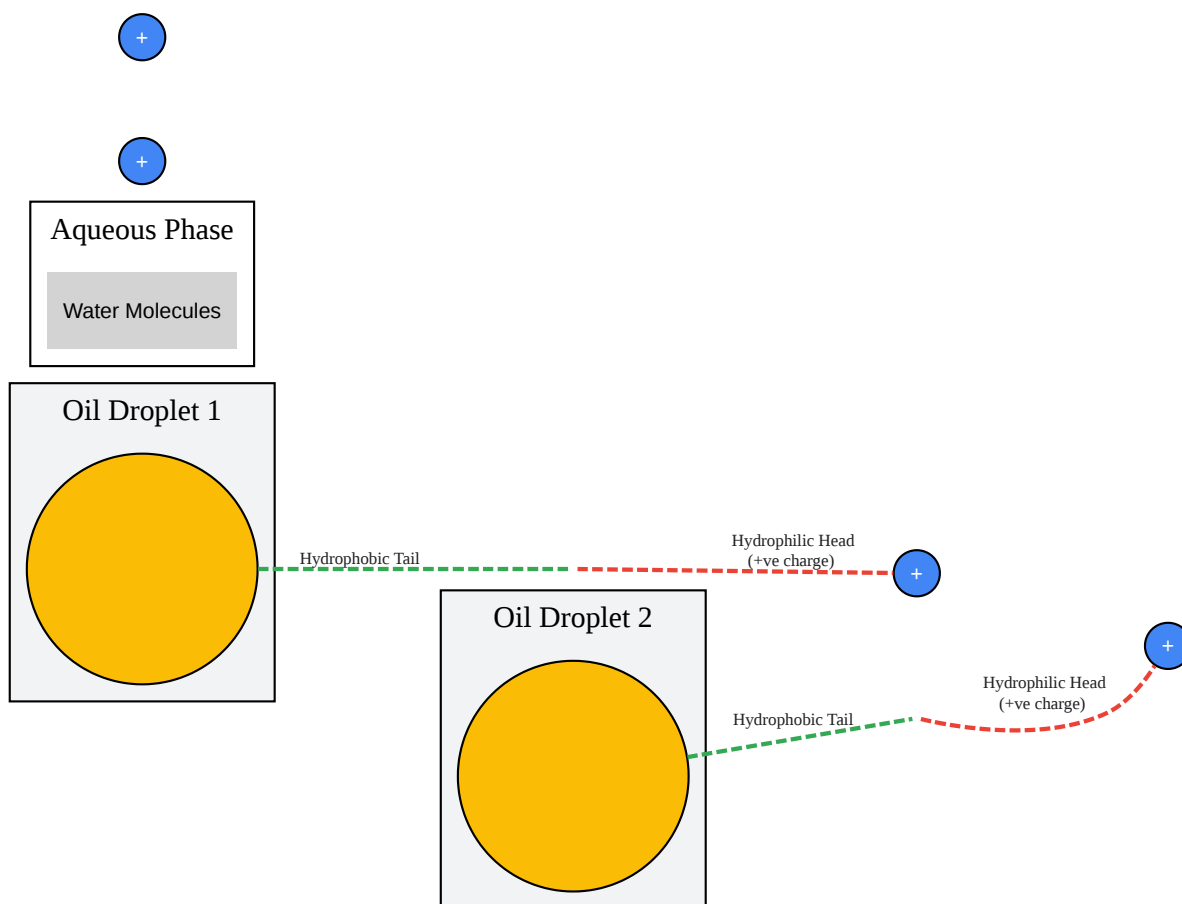 +
+
Aqueous Phase
Water Molecules
Oil Droplet 1
Hydrophobic Tail
Hydrophilic Head
(+ve charge)
+
Oil Droplet 2
+
Hydrophobic Tail
Hydrophilic Head
(+ve charge)